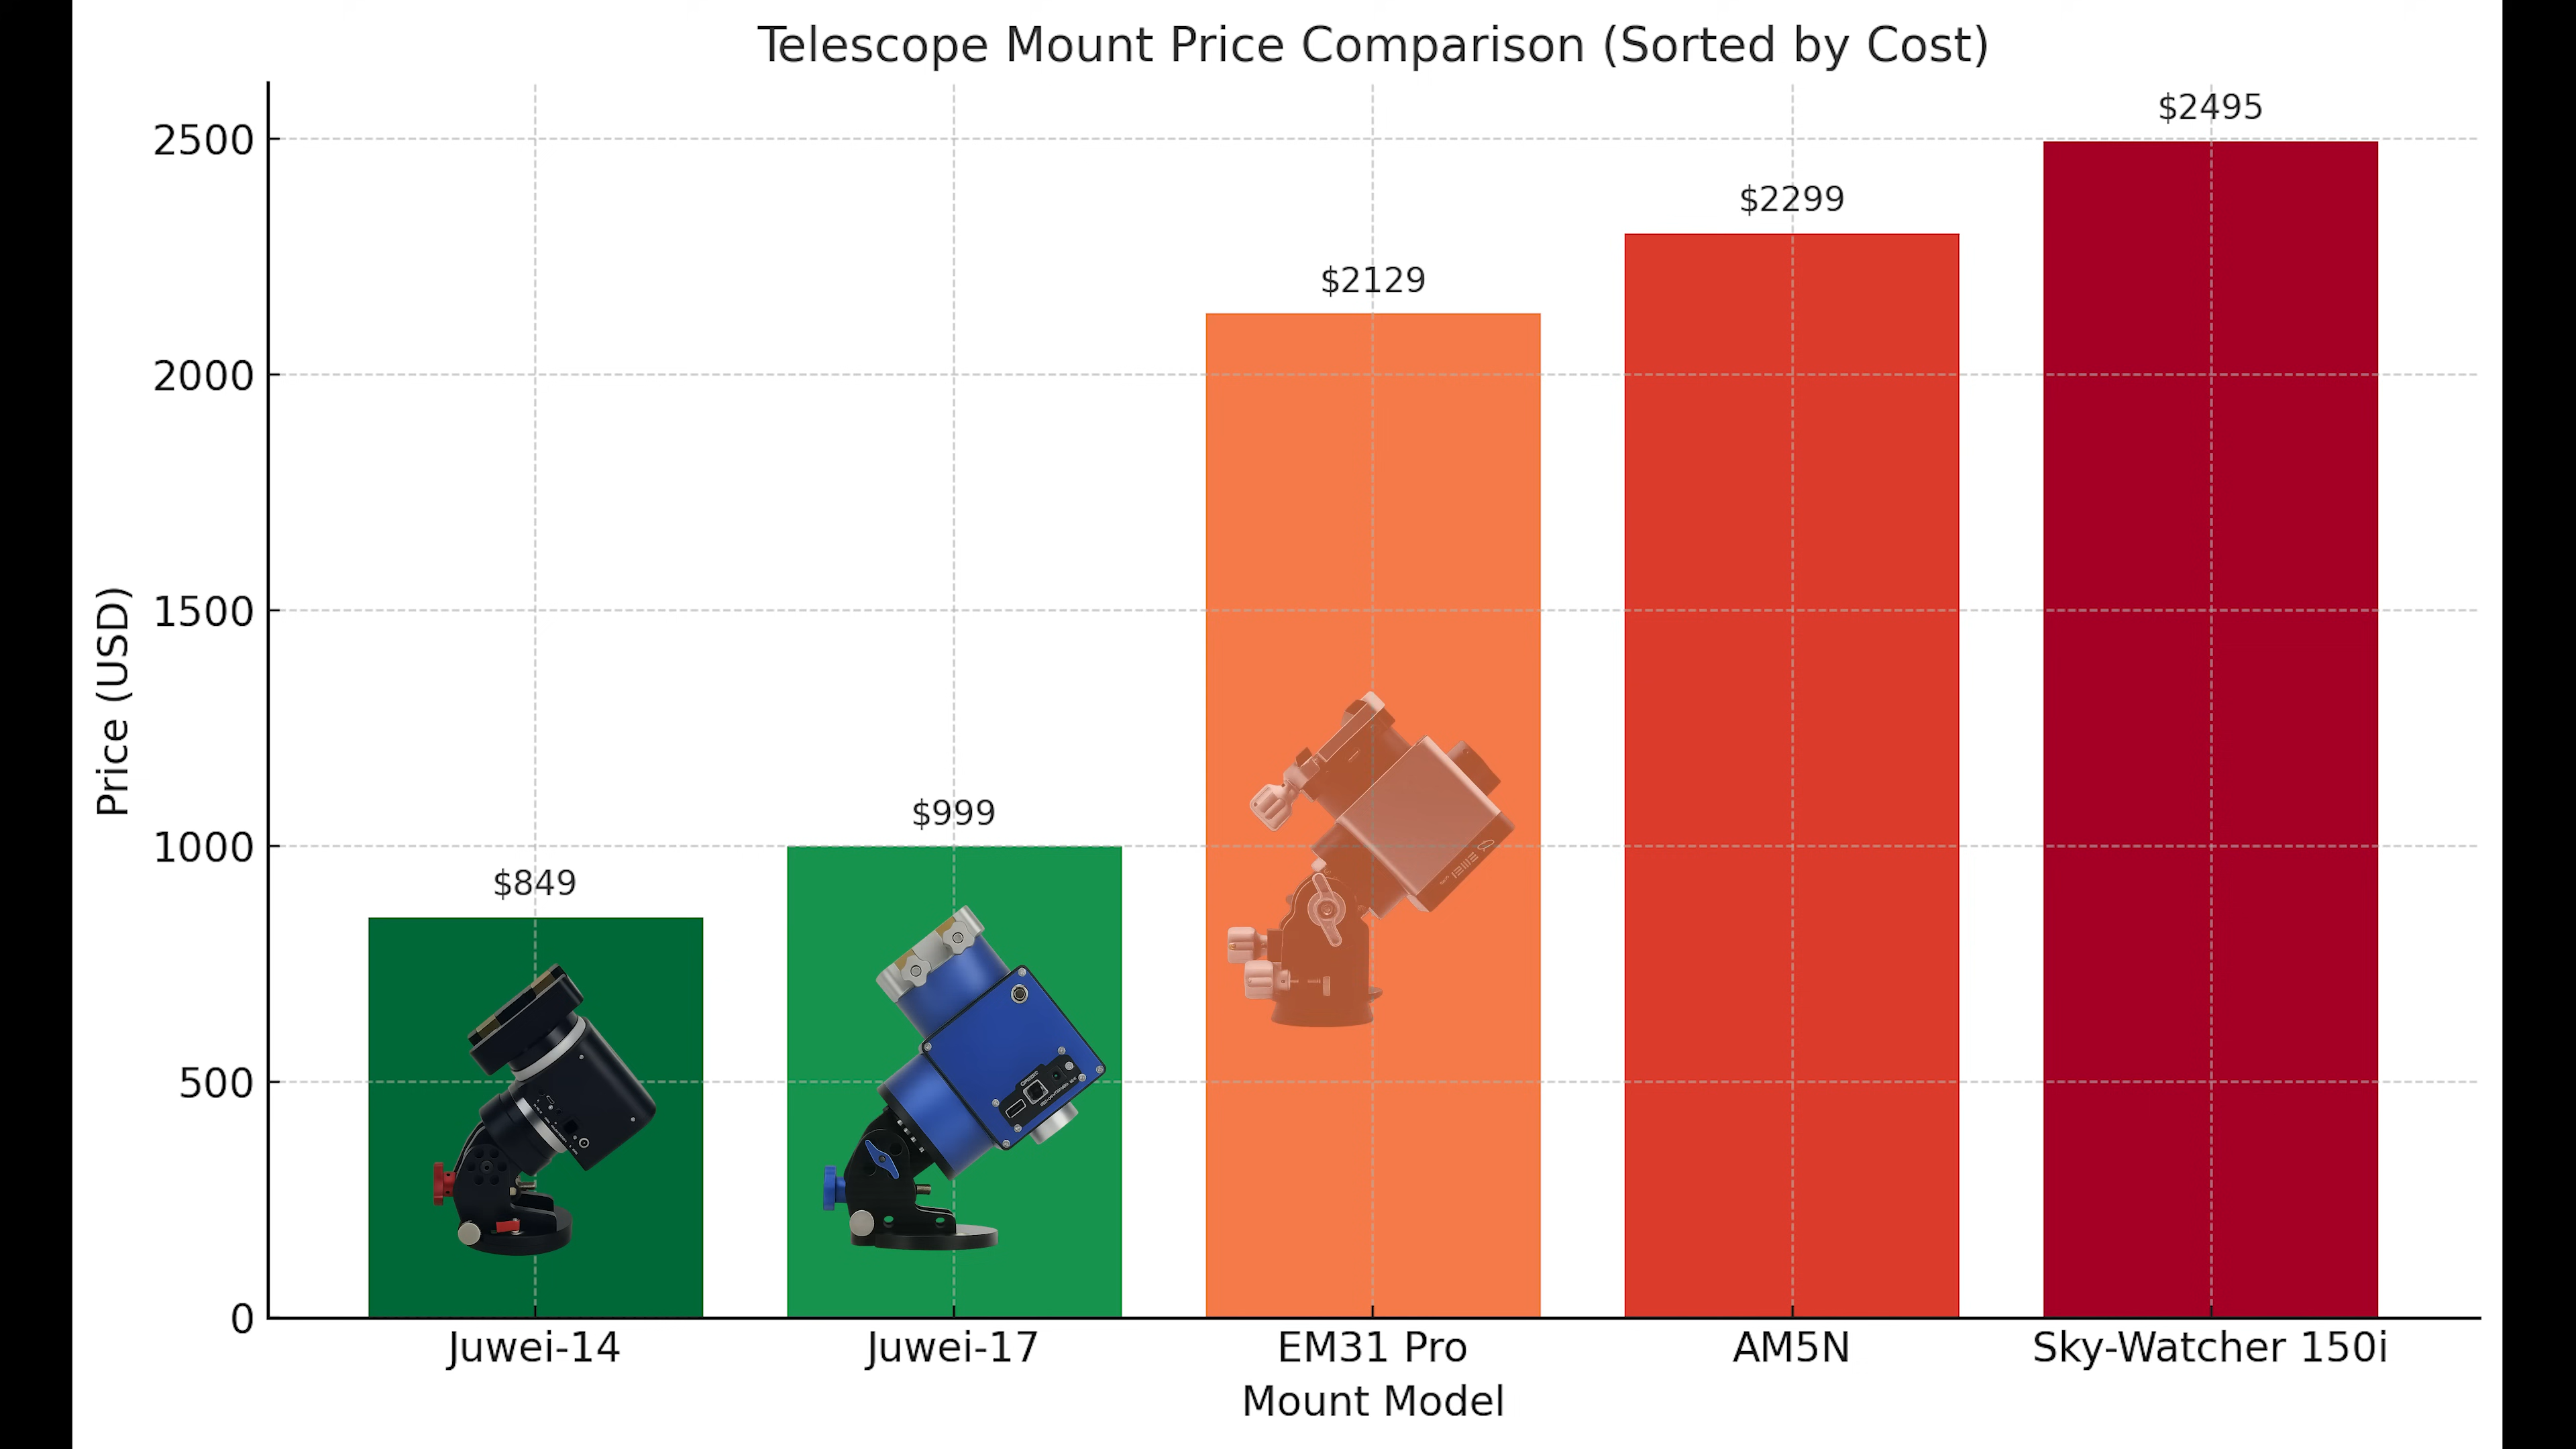 Telescope Mount Price Comparison (Sorted by Cost)
Price (USD)
2500
2000
1500
1000
500
0
$849
$999
$2129
$2299
$2495
Juwei-14
Juwei-17
EM31 Pro
AM5N
Sky-Watcher 150i
Mount Model